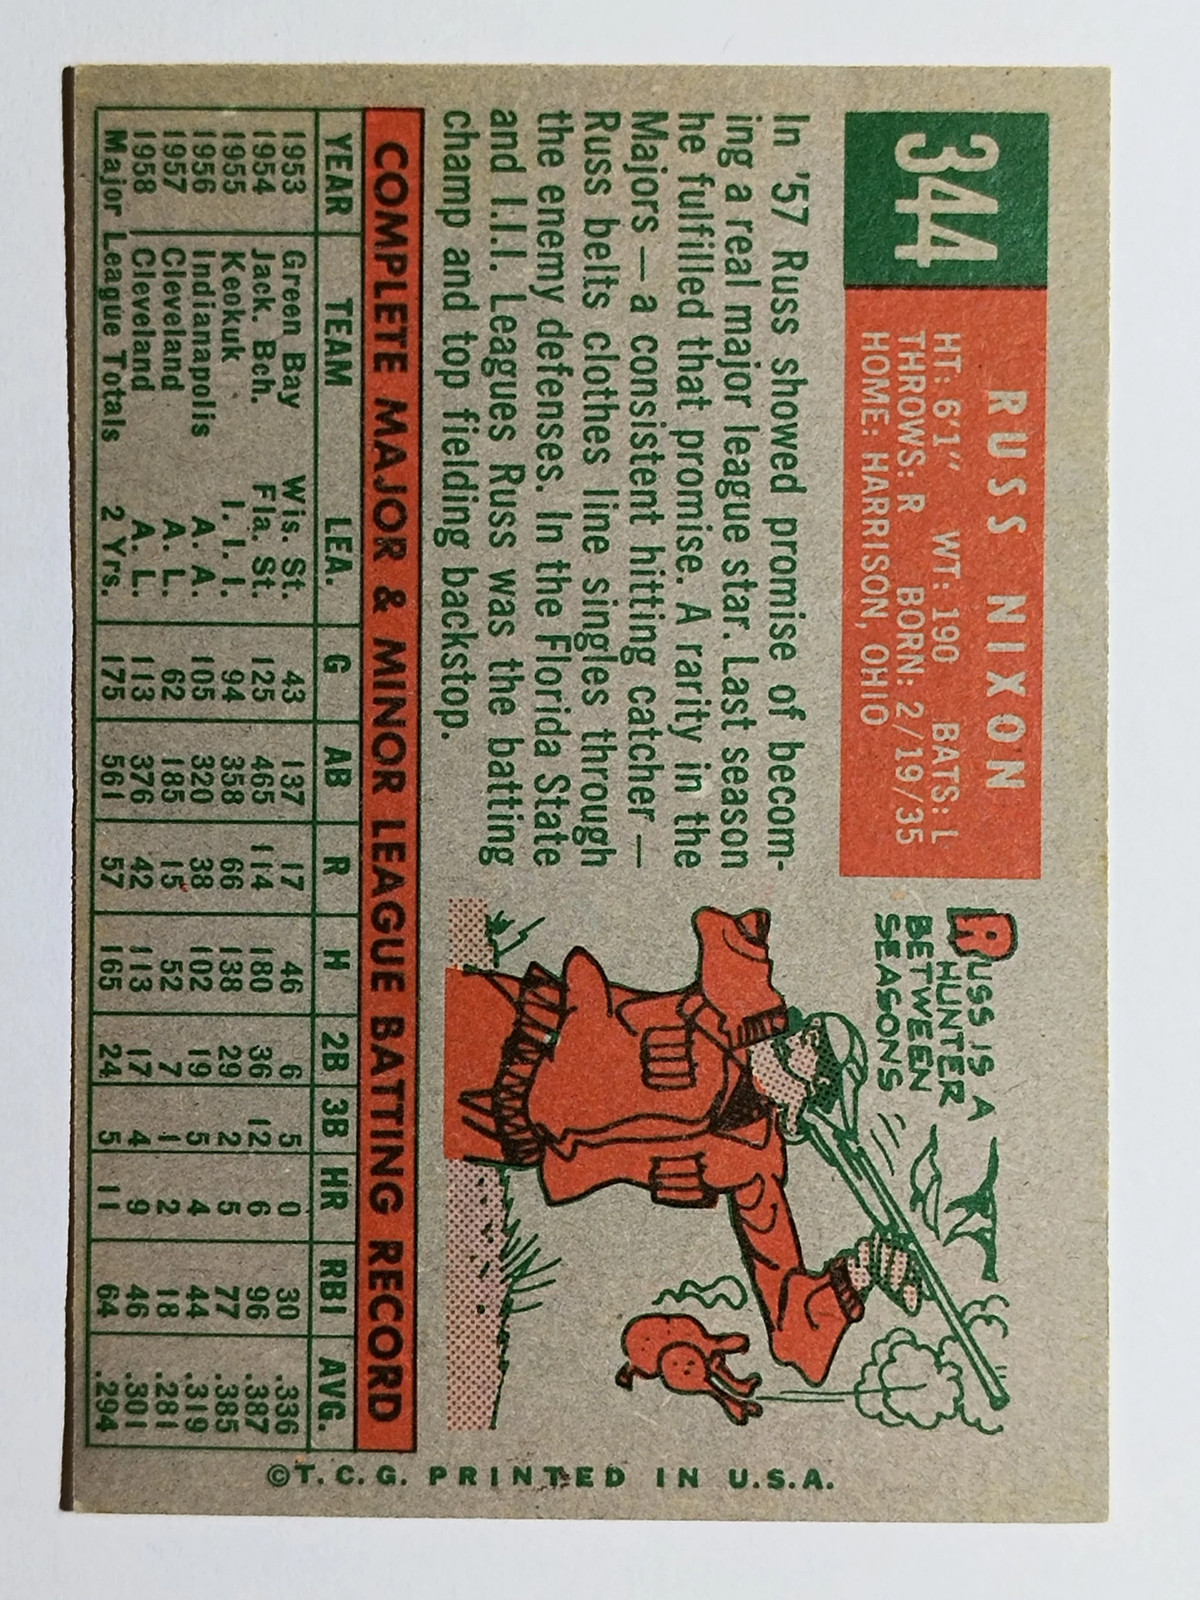 344
RUSS NIXON
HT: 6'1" WT: 190 BATS: L
THROWS: R BORN: 2/19/35
HOME: HARRISON, OHIO
RUSS IS A
HUNTER
BETWEEN
SEASONS
In '57 Russ showed promise of becom-
ing a real major league star. Last season
he fulfilled that promise. A rarity in the
Majors — a consistent hitting catcher —
Russ belts clothes line singles through
the enemy defenses. In the Florida State
and I.I.I. Leagues Russ was the batting
champ and top fielding backstop.
COMPLETE MAJOR & MINOR LEAGUE BATTING RECORD
YEAR TEAM LEA. G AB R H 2B 3B HR RBI AVG.
1953 Green Bay Wis. St. 43 137 17 46 6 5 0 30 .336
1954 Jack. Bch. Fla. St. 125 465 114 180 36 12 6 96 .387
1955 Keokuk I. I. I. 94 358 66 138 29 2 5 77 .385
1956 Indianapolis A. A. 105 320 38 102 19 5 4 44 .319
1957 Cleveland A. L. 62 185 15 52 7 1 2 18 .281
1958 Cleveland A. L. 113 376 42 113 17 4 9 46 .301
Major League Totals 2 Yrs. 175 561 57 165 24 5 11 64 .294
©T.C.G. PRINTED IN U.S.A.